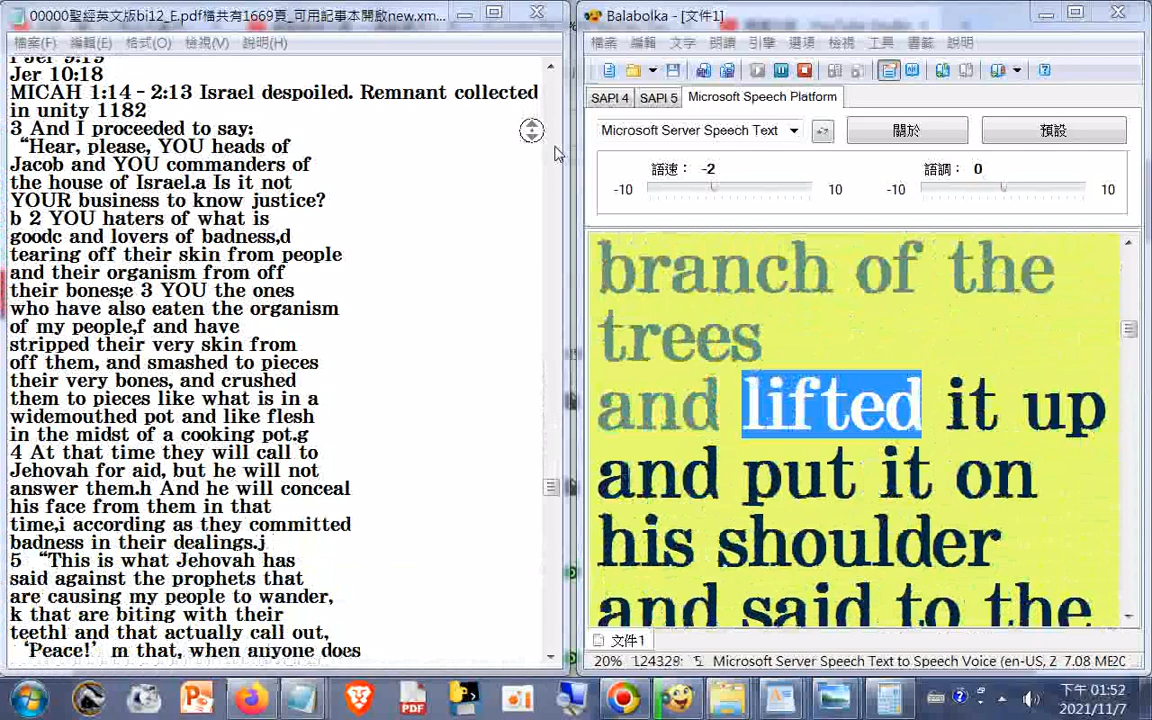 00000聖經英文版bi12_E.pdf檔共有1669頁_可用記事本開啟new.xm...
檔案(F) 編輯(E) 格式(O) 檢視(V) 說明(H)
1 Jer 9:19
Jer 10:18
MICAH 1:14 – 2:13 Israel despoiled. Remnant collected
in unity 1182
3 And I proceeded to say:
“Hear, please, YOU heads of
Jacob and YOU commanders of
the house of Israel.a Is it not
YOUR business to know justice?
b 2 YOU haters of what is
goodc and lovers of badness,d
tearing off their skin from people
and their organism from off
their bones;e 3 YOU the ones
who have also eaten the organism
of my people,f and have
stripped their very skin from
off them, and smashed to pieces
their very bones, and crushed
them to pieces like what is in a
widemouthed pot and like flesh
in the midst of a cooking pot.g
4 At that time they will call to
Jehovah for aid, but he will not
answer them.h And he will conceal
his face from them in that
time,i according as they committed
badness in their dealings.j
5 “This is what Jehovah has
said against the prophets that
are causing my people to wander,
k that are biting with their
teethl and that actually call out,
‘Peace!’ m that, when anyone does
Balabolka - [文件1]
檔案 編輯 文字 朗讀 引擎 選項 檢視 工具 書籤 說明
SAPI 4 SAPI 5 Microsoft Speech Platform
Microsoft Server Speech Text 關於 預設
語速： -2 語調： 0
-10 10 -10 10
branch of the
trees
and lifted it up
and put it on
his shoulder
and said to the
文件1
20% Microsoft Server Speech Text to Speech Voice (en-US, Z
下午 01:52
2021/11/7